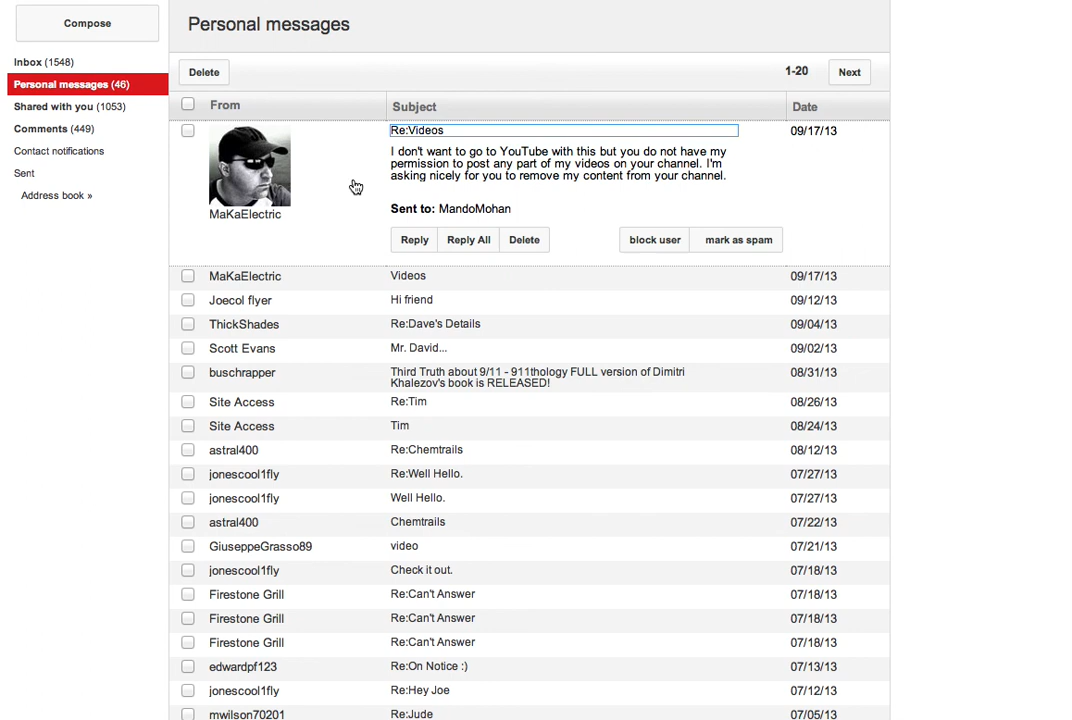 Compose
Personal messages
Inbox (1548)
Personal messages (46)
Shared with you (1053)
Comments (449)
Contact notifications
Sent
Address book »
Delete
1-20
Next
From
Subject
Date
MaKaElectric
Re:Videos
09/17/13
I don't want to go to YouTube with this but you do not have my
permission to post any part of my videos on your channel. I'm
asking nicely for you to remove my content from your channel.
Sent to: MandoMohan
Reply
Reply All
Delete
block user
mark as spam
MaKaElectric Videos 09/17/13
Joecol flyer Hi friend 09/12/13
ThickShades Re:Dave's Details 09/04/13
Scott Evans Mr. David... 09/02/13
buschrapper Third Truth about 9/11 - 911thology FULL version of Dimitri 08/31/13
Khalezov's book is RELEASED!
Site Access Re:Tim 08/26/13
Site Access Tim 08/24/13
astral400 Re:Chemtrails 08/12/13
jonescool1fly Re:Well Hello. 07/27/13
jonescool1fly Well Hello. 07/27/13
astral400 Chemtrails 07/22/13
GiuseppeGrasso89 video 07/21/13
jonescool1fly Check it out. 07/18/13
Firestone Grill Re:Can't Answer 07/18/13
Firestone Grill Re:Can't Answer 07/18/13
Firestone Grill Re:Can't Answer 07/18/13
edwardpf123 Re:On Notice :) 07/13/13
jonescool1fly Re:Hey Joe 07/12/13
mwilson70201 Re:Jude 07/05/13